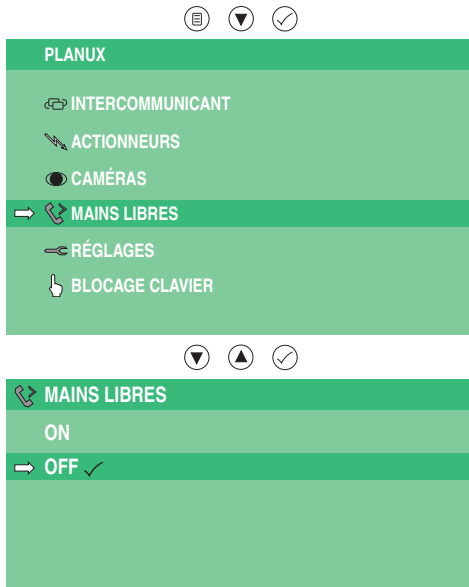 PLANUX
INTERCOMMUNICANT
ACTIONNEURS
CAMÉRAS
MAINS LIBRES
RÉGLAGES
BLOCAGE CLAVIER
MAINS LIBRES
ON
OFF